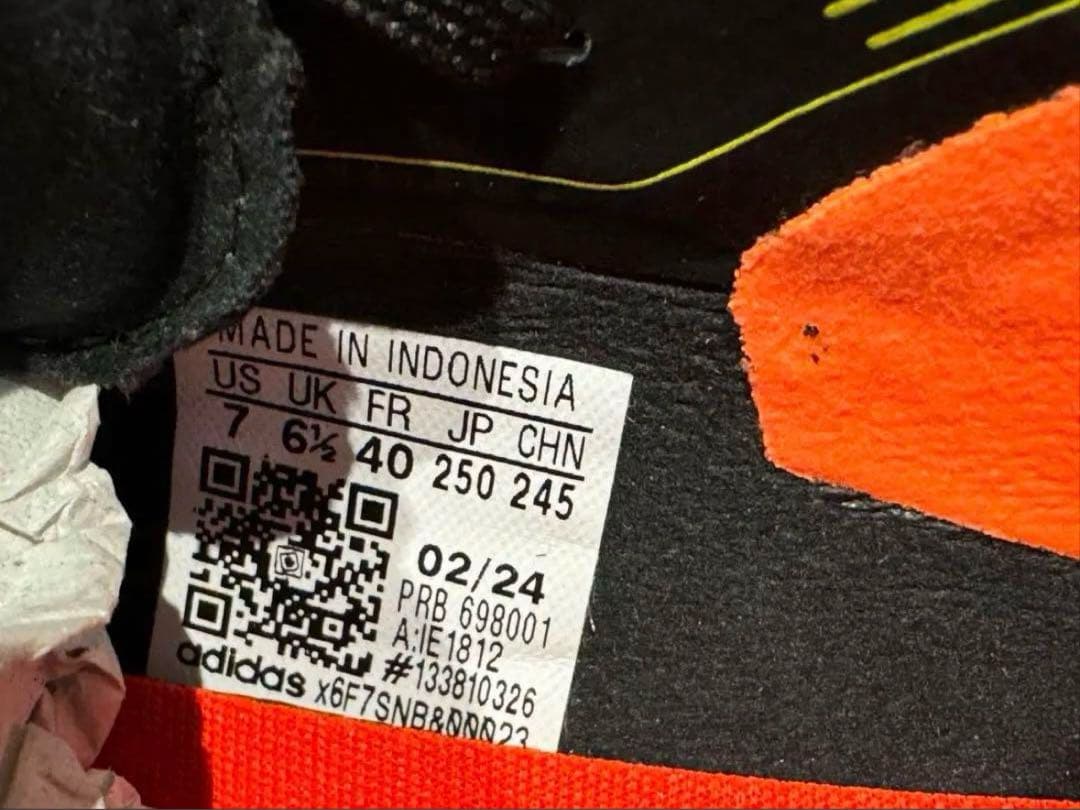 MADE IN INDONESIA
US UK FR JP CHN
7 6½ 40 250 245
02/24
PRB 698001
A:IE1812
#133810326
adidas x6F7SNB&